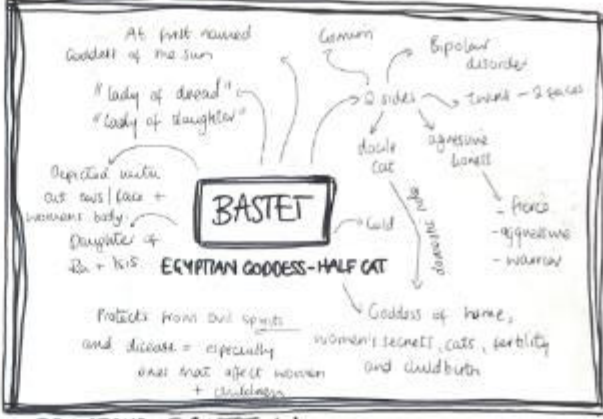 At first named
Goddess of the sun
Gemini
Bipolar
disorder
"lady of dread"
"lady of slaughter"
2 sides
twins - 2 faces
docile
cat
aggressive
lioness
Depicted with
cat ears/face +
womans body.
BASTET
Gold
domestic role
- fierce
- aggressive
- warrior
Daughter of
Ra + Isis
EGYPTIAN GODDESS - HALF CAT
Protects from evil spirits
and disease = especially
ones that affect women
+ children
Goddess of home,
women's secrets, cats, fertility
and childbirth